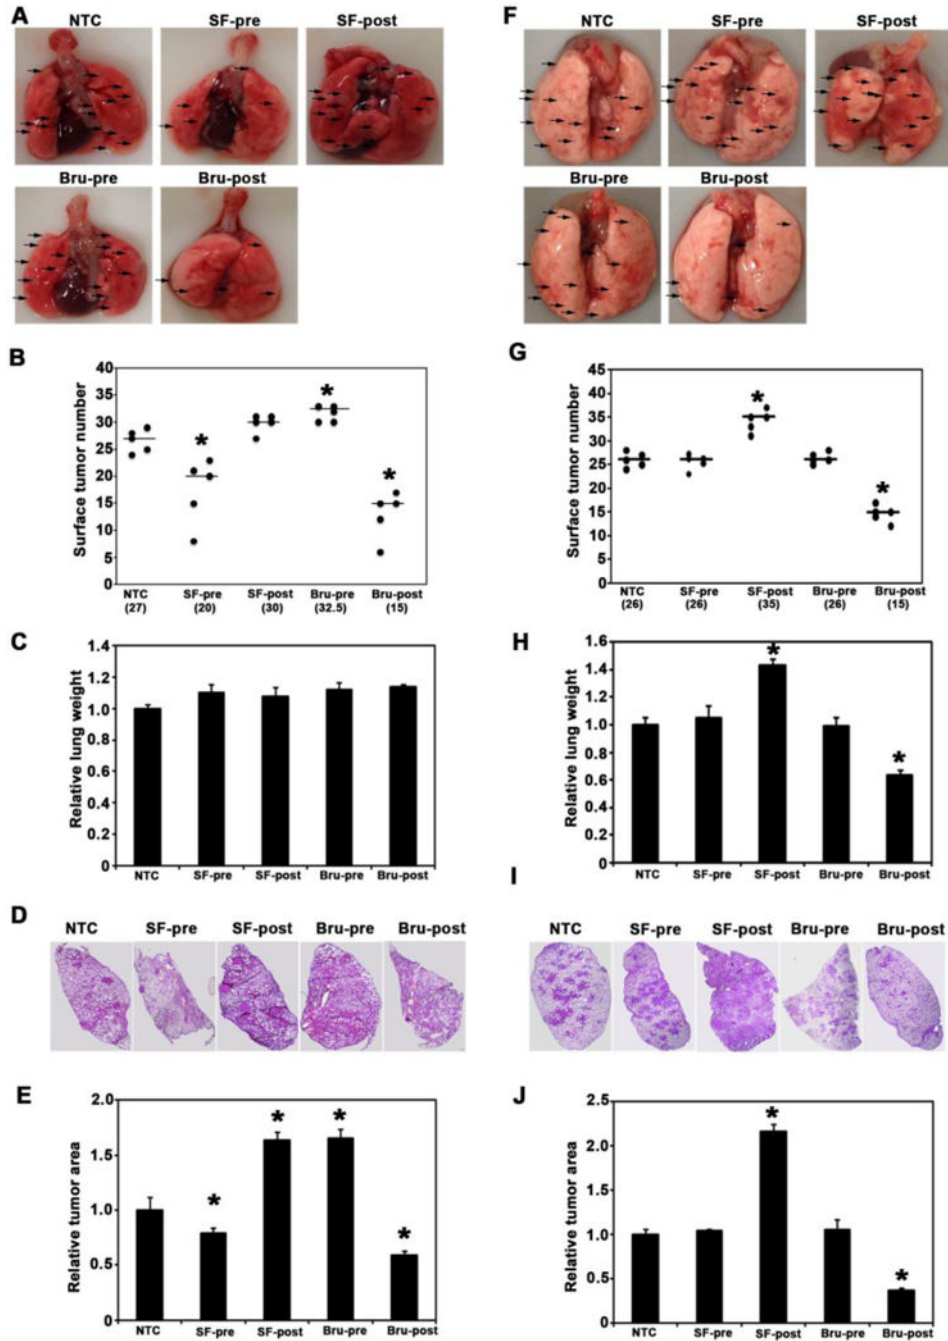 A
NTC SF-pre SF-post
Bru-pre Bru-post
B
Surface tumor number
40
35
30
25
20
15
10
5
0
* * *
NTC SF-pre SF-post Bru-pre Bru-post
(27) (20) (30) (32.5) (15)
C
Relative lung weight
1.4
1.2
1.0
0.8
0.6
0.4
0.2
0
NTC SF-pre SF-post Bru-pre Bru-post
D
NTC SF-pre SF-post Bru-pre Bru-post
E
Relative tumor area
2.0
1.5
1.0
0.5
0
* * * *
NTC SF-pre SF-post Bru-pre Bru-post
F
NTC SF-pre SF-post
Bru-pre Bru-post
G
Surface tumor number
45
40
35
30
25
20
15
10
5
0
* *
NTC SF-pre SF-post Bru-pre Bru-post
(26) (26) (35) (26) (15)
H
Relative lung weight
1.6
1.4
1.2
1.0
0.8
0.6
0.4
0.2
0
* *
NTC SF-pre SF-post Bru-pre Bru-post
I
NTC SF-pre SF-post Bru-pre Bru-post
J
Relative tumor area
2.5
2.0
1.5
1.0
0.5
0
* *
NTC SF-pre SF-post Bru-pre Bru-post